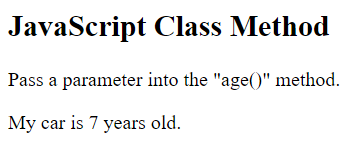 JavaScript Class Method
Pass a parameter into the "age()" method.
My car is 7 years old.